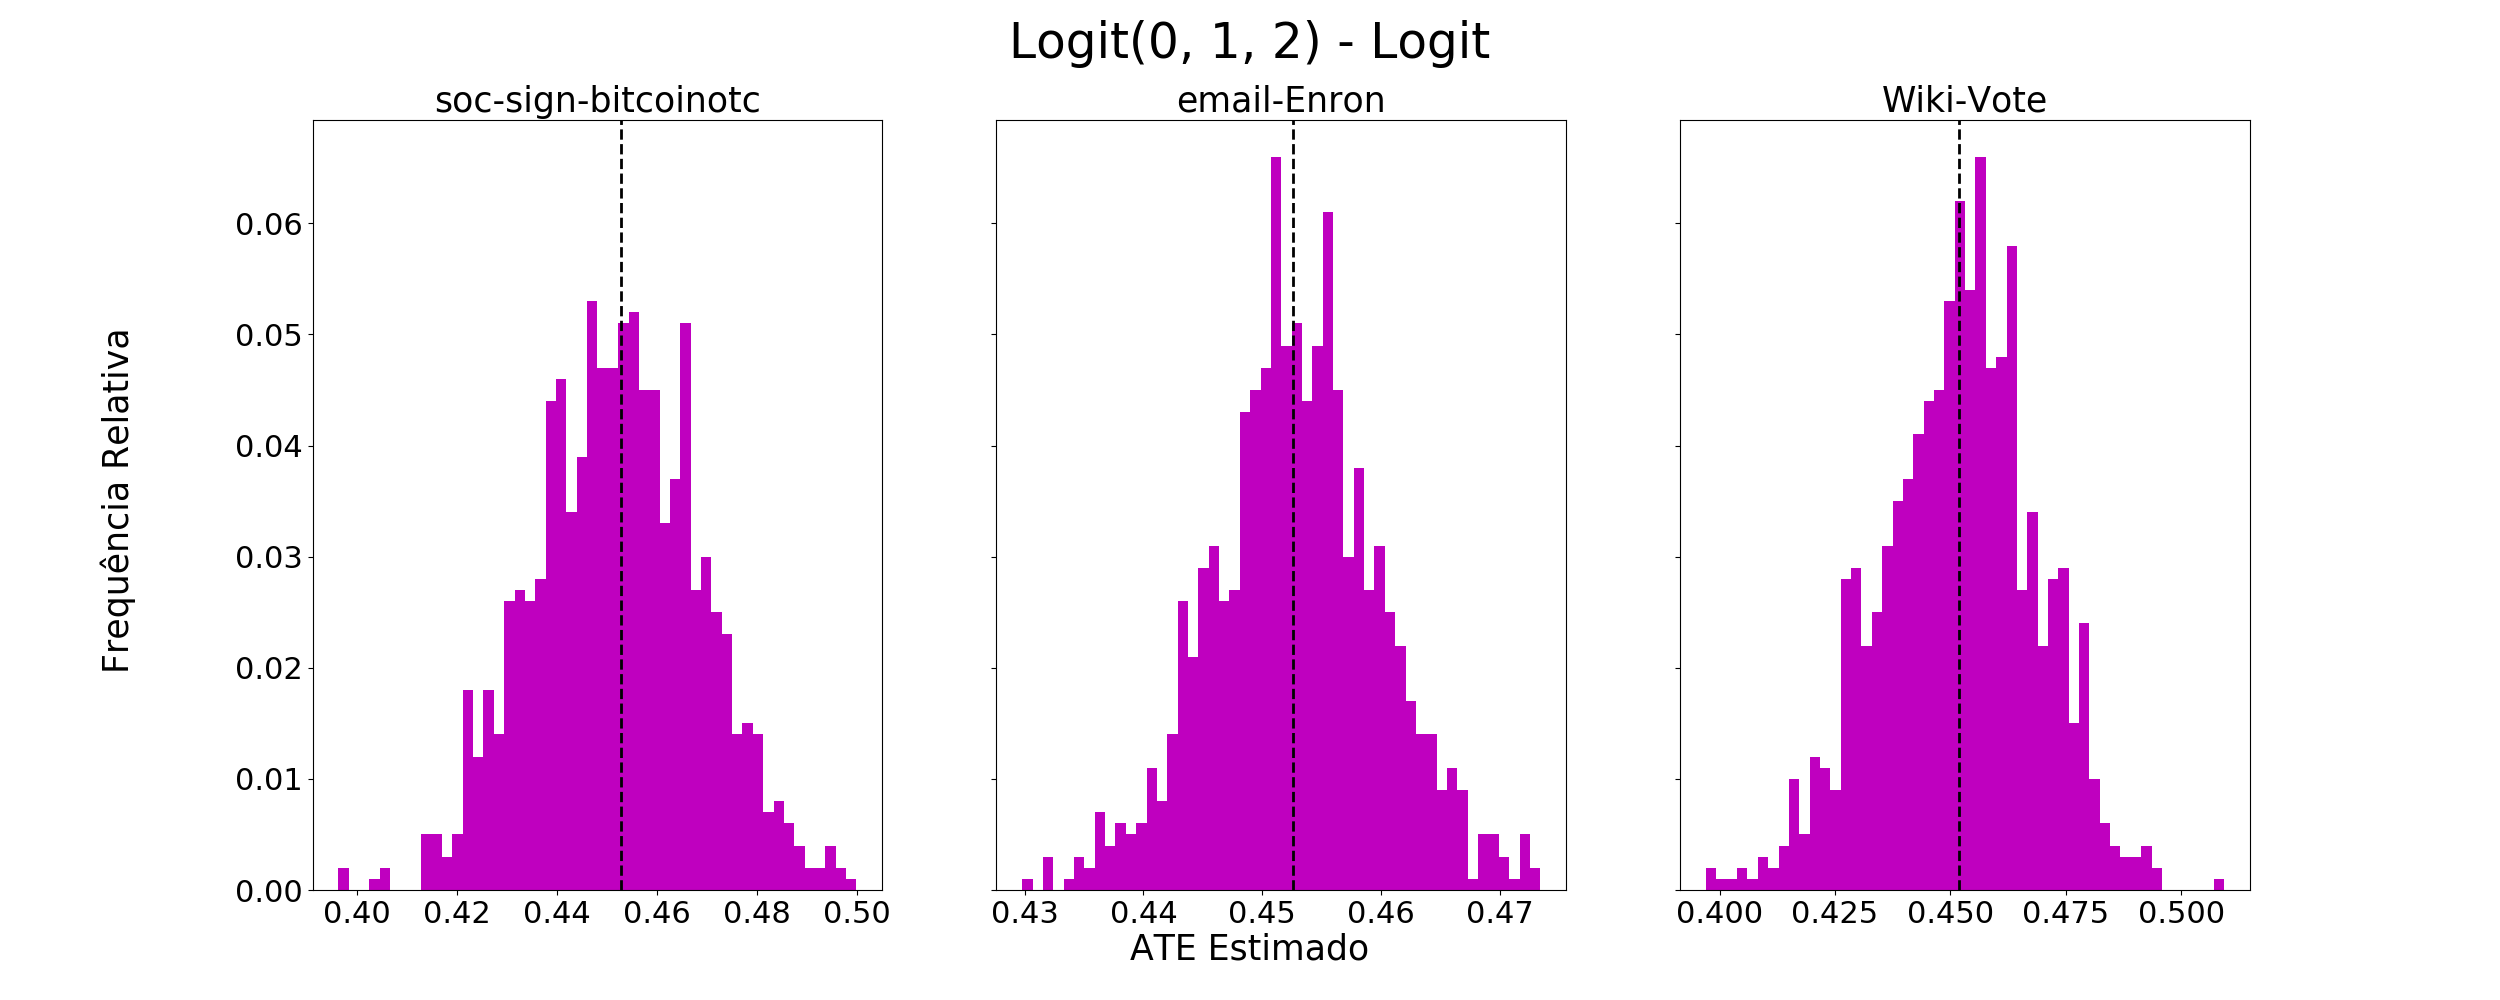 Logit(0, 1, 2) - Logit
soc-sign-bitcoinotc
email-Enron
Wiki-Vote
Frequência Relativa
0.06
0.05
0.04
0.03
0.02
0.01
0.00
0.40 0.42 0.44 0.46 0.48 0.50
0.43 0.44 0.45 0.46 0.47
0.400 0.425 0.450 0.475 0.500
ATE Estimado